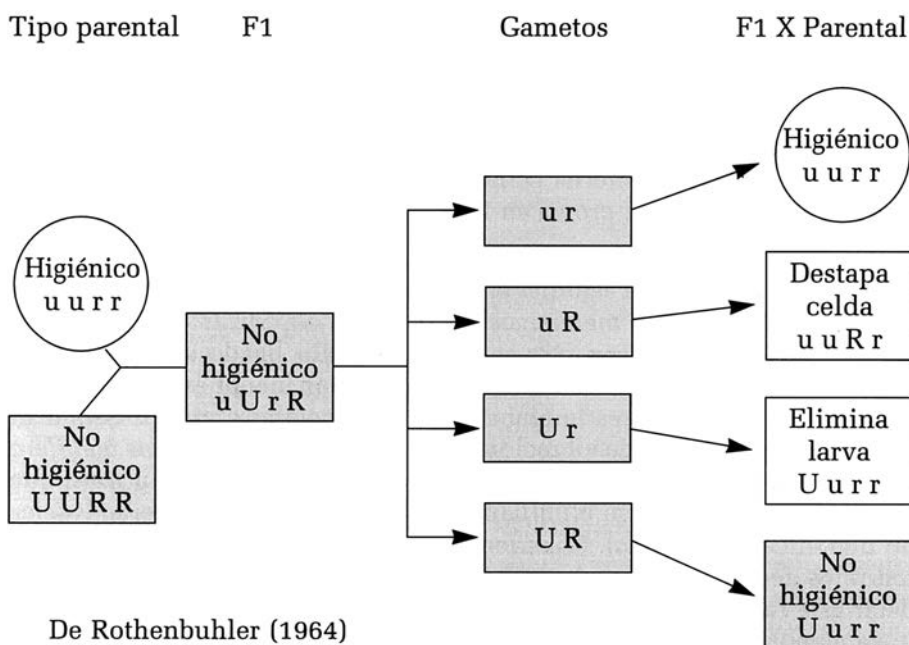 Tipo parental F1 Gametos F1 X Parental
Higiénico
u u r r
No
higiénico
U U R R
No
higiénico
u U r R
u r
u R
U r
U R
Higiénico
u u r r
Destapa
celda
u u R r
Elimina
larva
U u r r
No
higiénico
U u r r
De Rothenbuhler (1964)